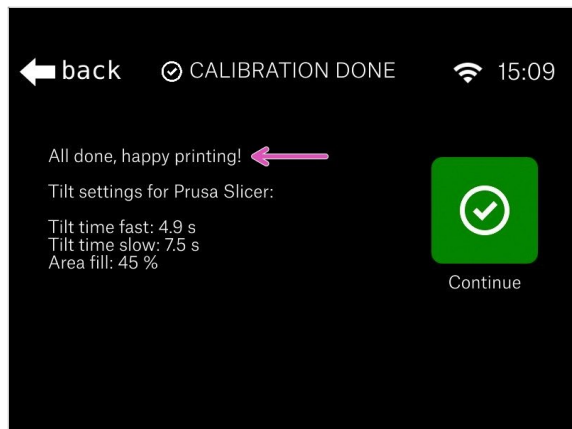 back
CALIBRATION DONE
15:09
All done, happy printing!
Tilt settings for Prusa Slicer:
Tilt time fast: 4.9 s
Tilt time slow: 7.5 s
Area fill: 45 %
Continue